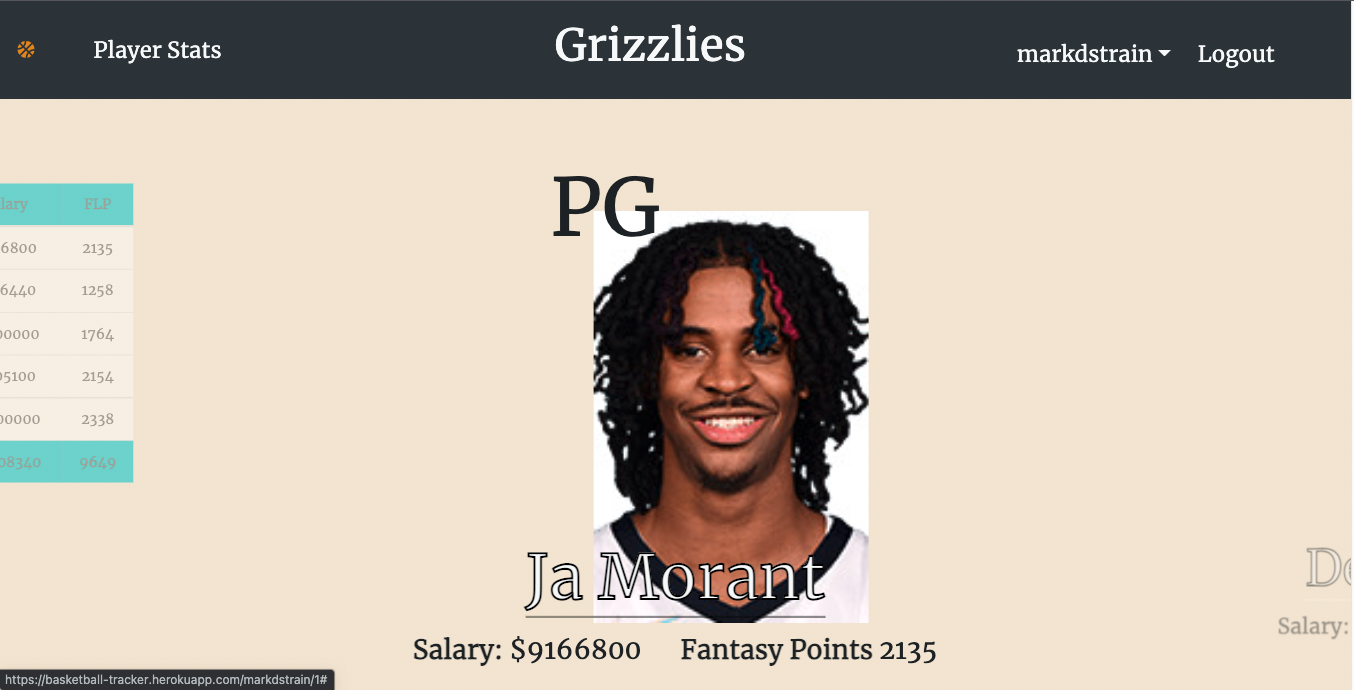 Player Stats
Grizzlies
markdstrain
Logout
PG
lary FLP
6800 2135
6440 1258
00000 1764
05100 2154
00000 2338
08340 9649
Ja Morant
De
Salary:
Salary: $9166800 Fantasy Points 2135
https://basketball-tracker.herokuapp.com/markdstrain/1#